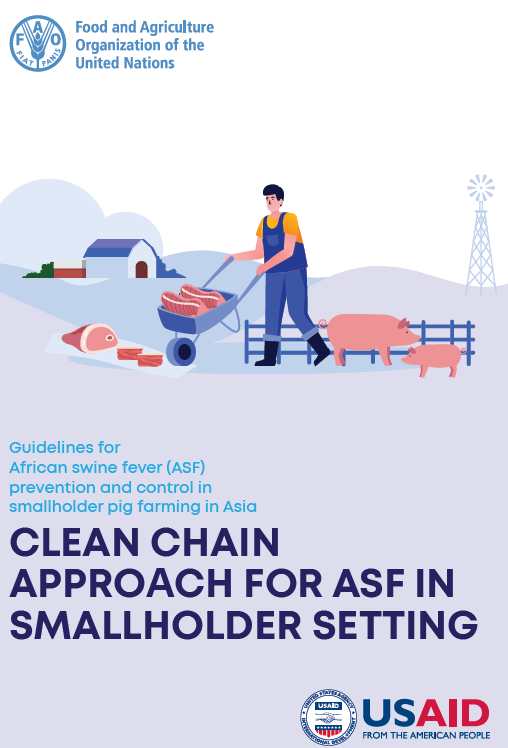 F A O
FIAT PANIS
Food and Agriculture
Organization of the
United Nations
Guidelines for
African swine fever (ASF)
prevention and control in
smallholder pig farming in Asia
CLEAN CHAIN
APPROACH FOR ASF IN
SMALLHOLDER SETTING
UNITED STATES AGENCY
USAID
INTERNATIONAL DEVELOPMENT
USAID
FROM THE AMERICAN PEOPLE